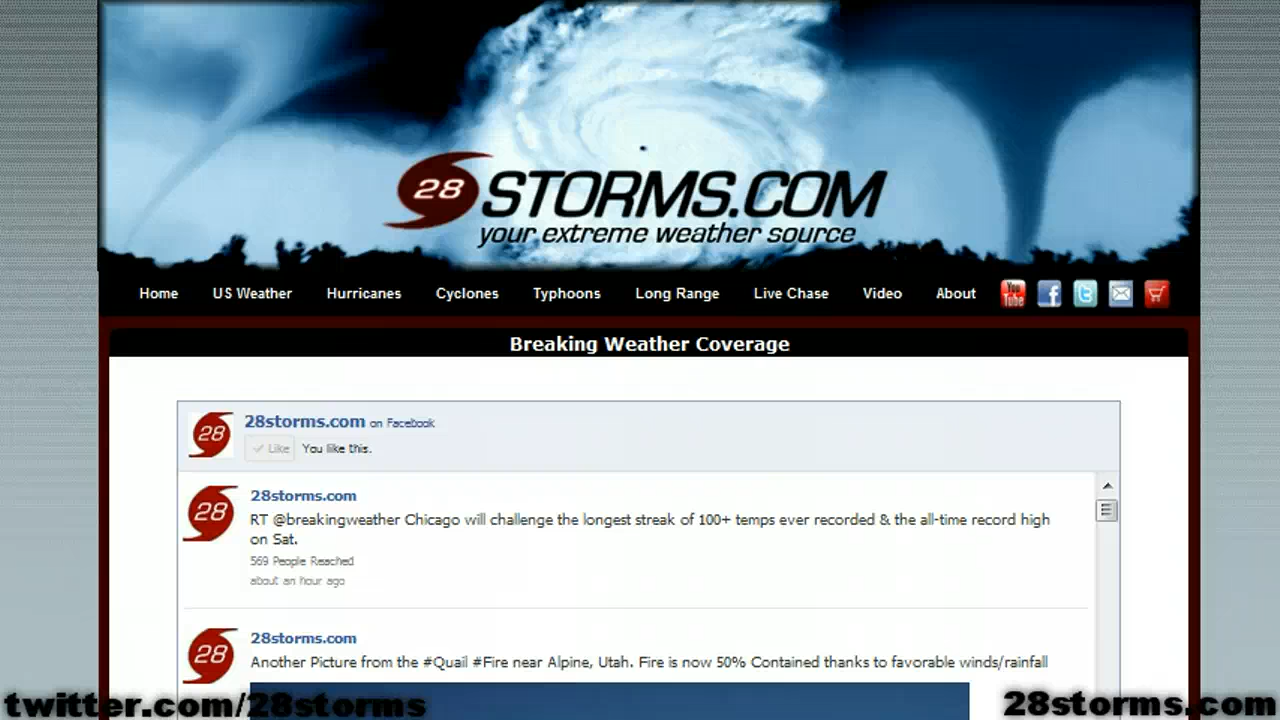 28 STORMS.COM
your extreme weather source
Home US Weather Hurricanes Cyclones Typhoons Long Range Live Chase Video About You Tube f t
Breaking Weather Coverage
28 28storms.com on Facebook
Like You like this.
28 28storms.com
RT @breakingweather Chicago will challenge the longest streak of 100+ temps ever recorded & the all-time record high
on Sat.
569 People Reached
about an hour ago
28 28storms.com
Another Picture from the #Quail #Fire near Alpine, Utah. Fire is now 50% Contained thanks to favorable winds/rainfall
twitter.com/28storms 28storms.com